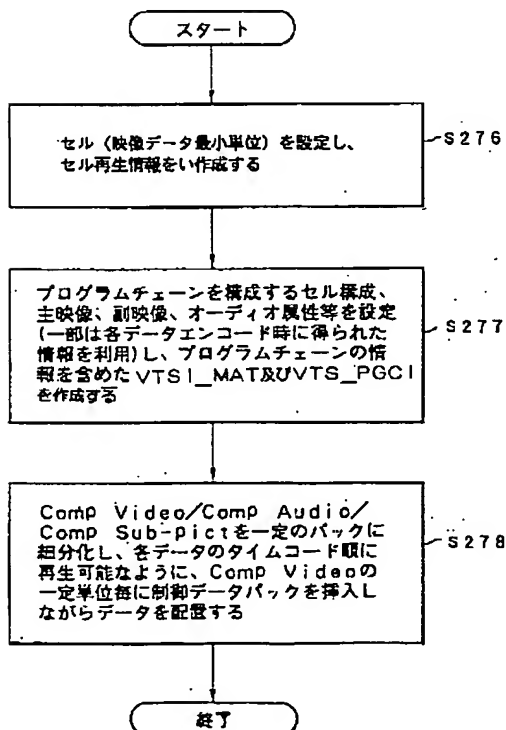 スタート
セル（映像データ最小単位）を設定し、
セル再生情報をい作成する
S276
プログラムチェーンを構成するセル構成、
主映像、副映像、オーディオ属性等を設定
(一部は各データエンコード時に得られた
情報を利用)し、プログラムチェーンの情
報を含めたVTSI_MAT及びVTS_PGCI
を作成する
S277
Comp Video/Comp Audio/
Comp Sub-pictを一定のパックに
細分化し、各データのタイムコード順に
再生可能なように、Comp Videoの
一定単位毎に制御データパックを挿入し
ながらデータを配置する
S278
終了